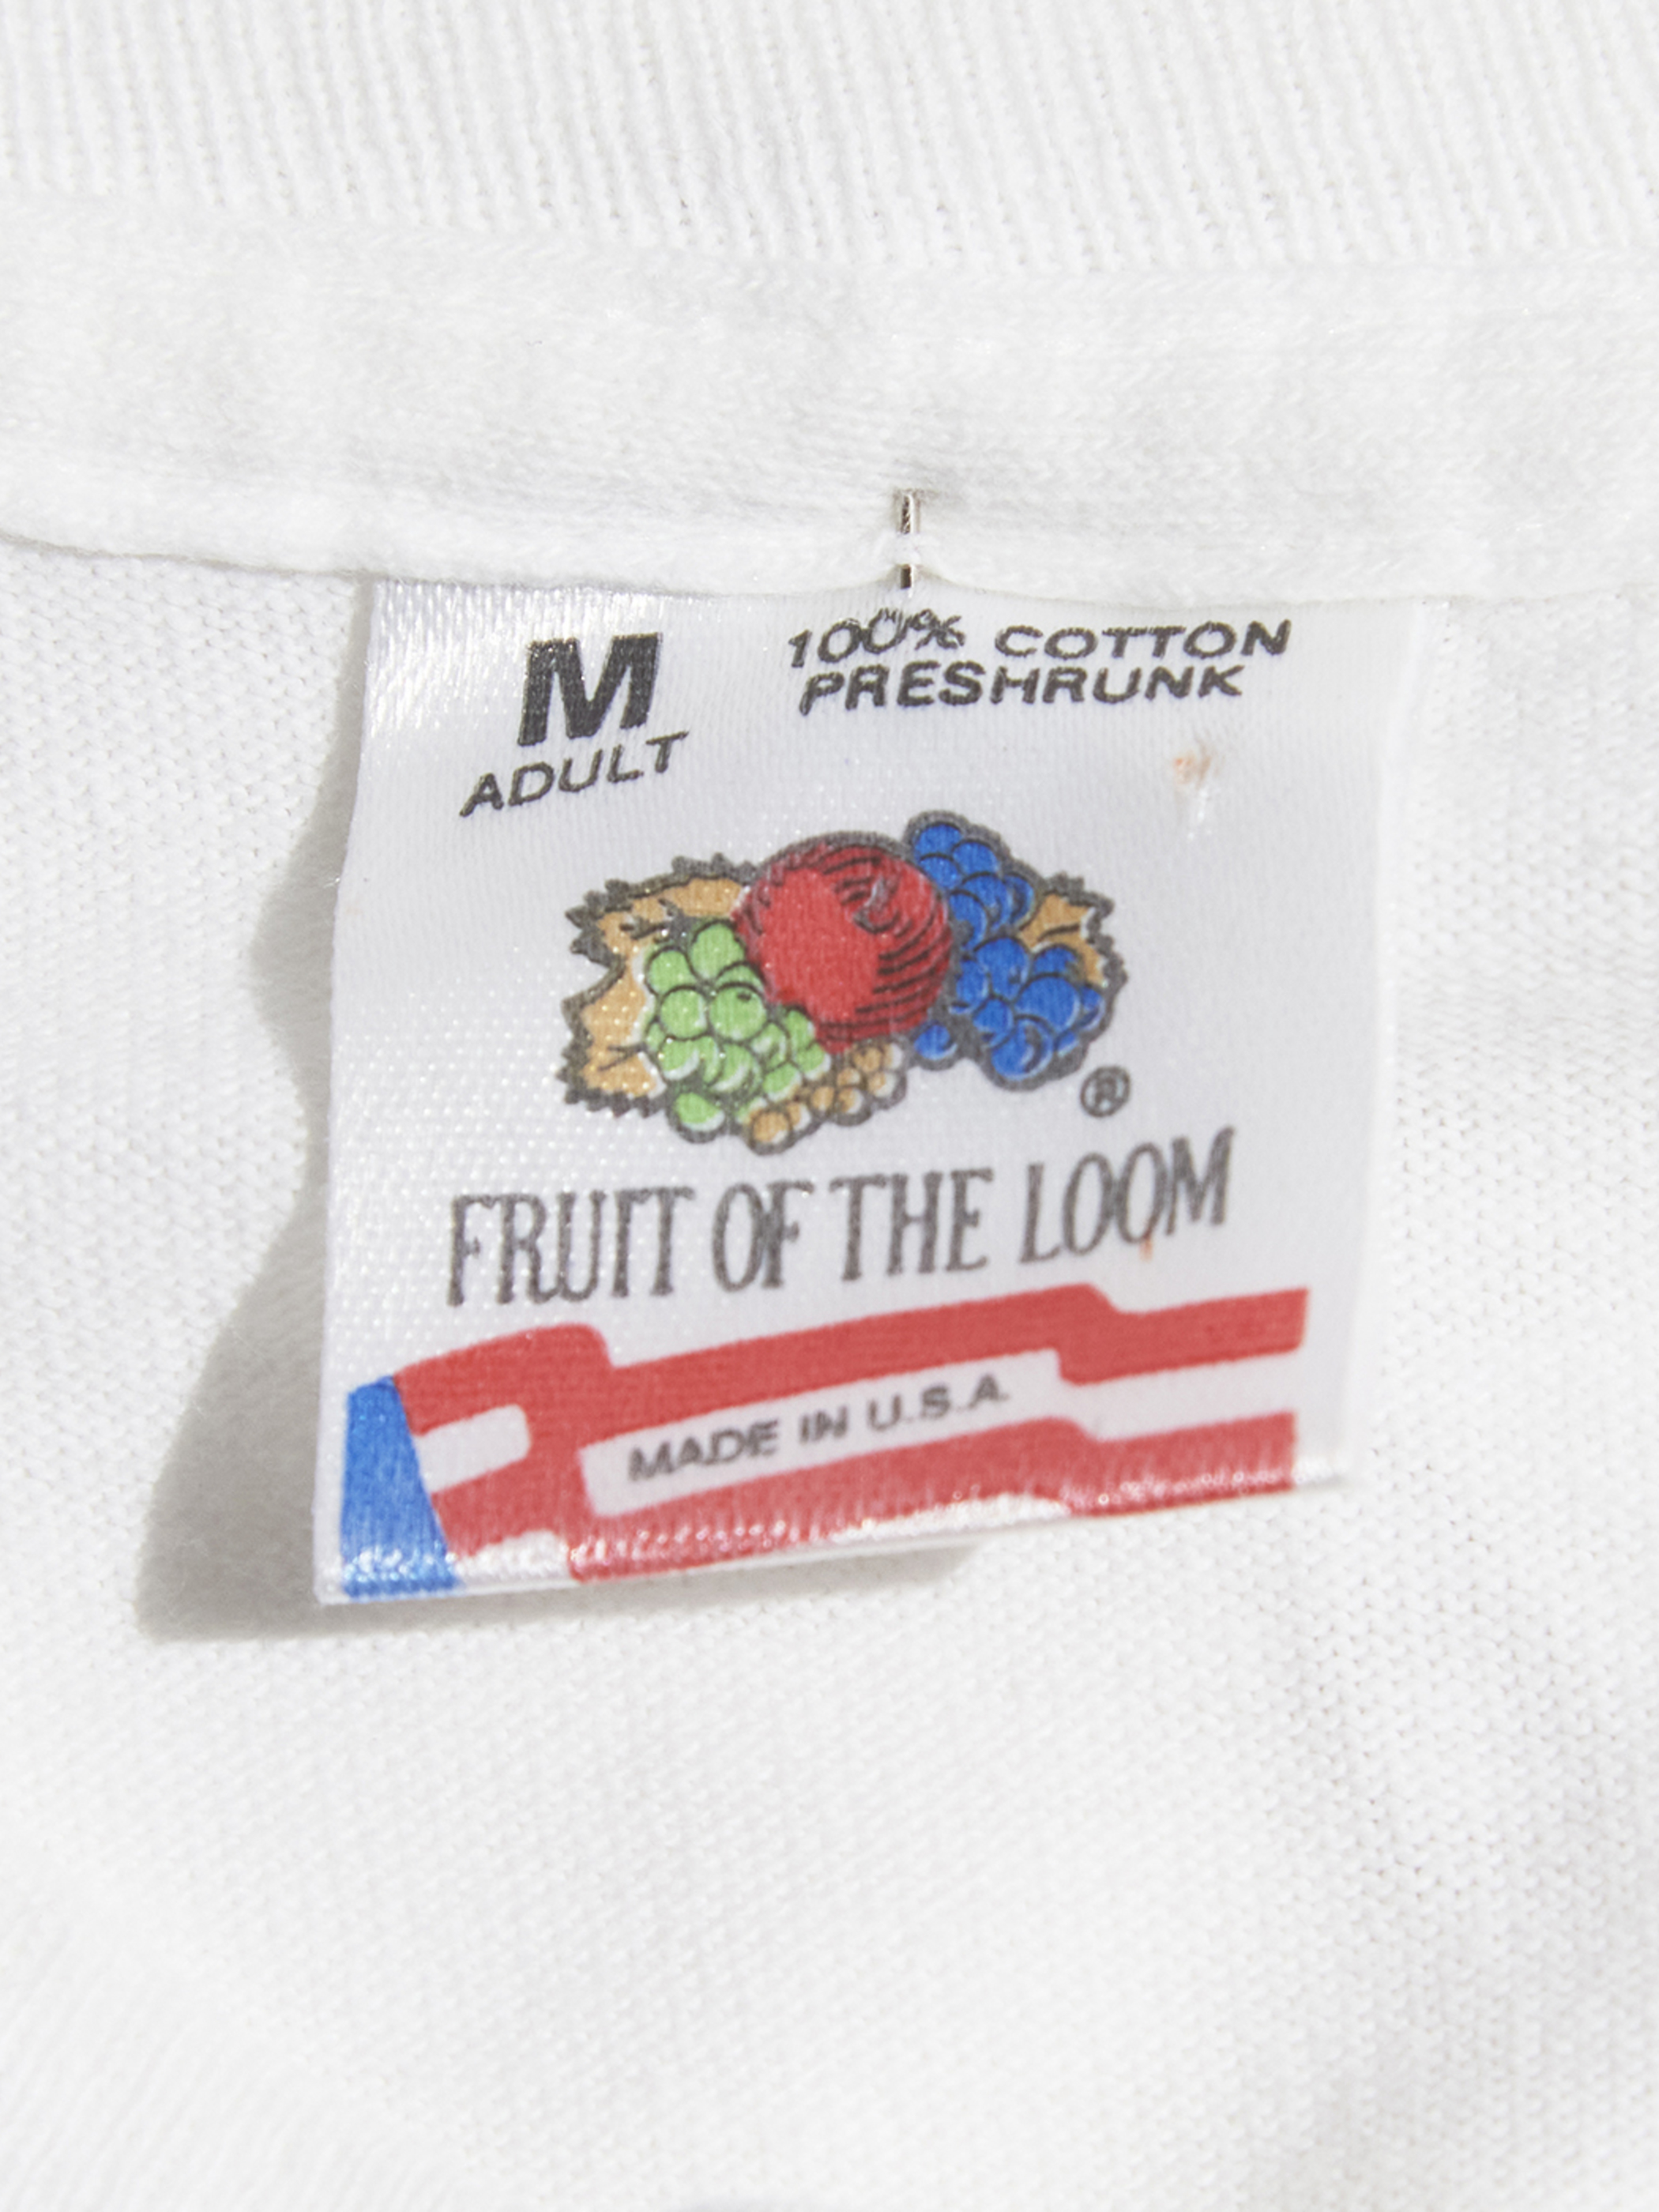 M
ADULT
100% COTTON
PRESHRUNK
®
FRUIT OF THE LOOM
MADE IN U.S.A.